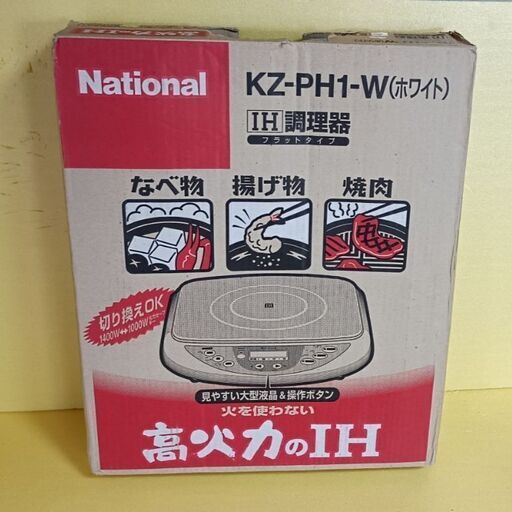 National
KZ-PH1-W(ホワイト)
IH調理器
フラットタイプ
なべ物 揚げ物 焼肉
切り換えOK
1400W↔1000W
見やすい大型液晶&操作ボタン
火を使わない
高火力のIH